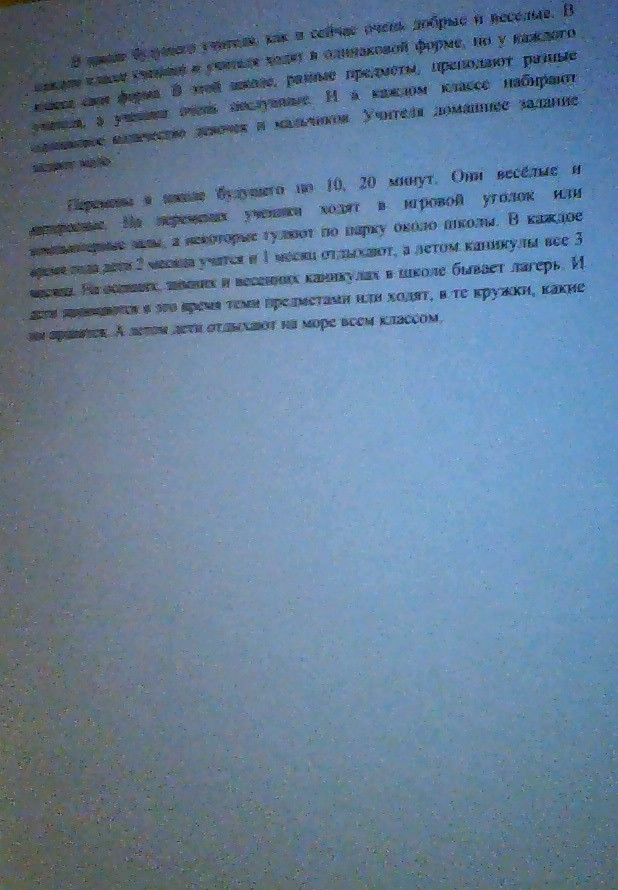 В школе будущего учителя, как и сейчас очень добрые и весёлые. В
каждом классе ученики и учителя ходят в одинаковой форме, но у каждого
класса своя форма. В этой школе, разные предметы, преподают разные
учителя, а ученики очень послушные. И в каждом классе набирают
одинаковое количество девочек и мальчиков. Учителя домашнее задание
задают мало.
Перемены в школе будущего по 10, 20 минут. Они весёлые и
интересные. На переменах ученики ходят в игровой уголок или
компьютерные залы, а некоторые гуляют по парку около школы. В каждое
время года дети 2 месяца учатся и 1 месяц отдыхают, а летом каникулы все 3
месяца. На осенних, зимних и весенних каникулах в школе бывает лагерь. И
дети занимаются в это время теми предметами или ходят, в те кружки, какие
им нравятся. А летом дети отдыхают на море всем классом.